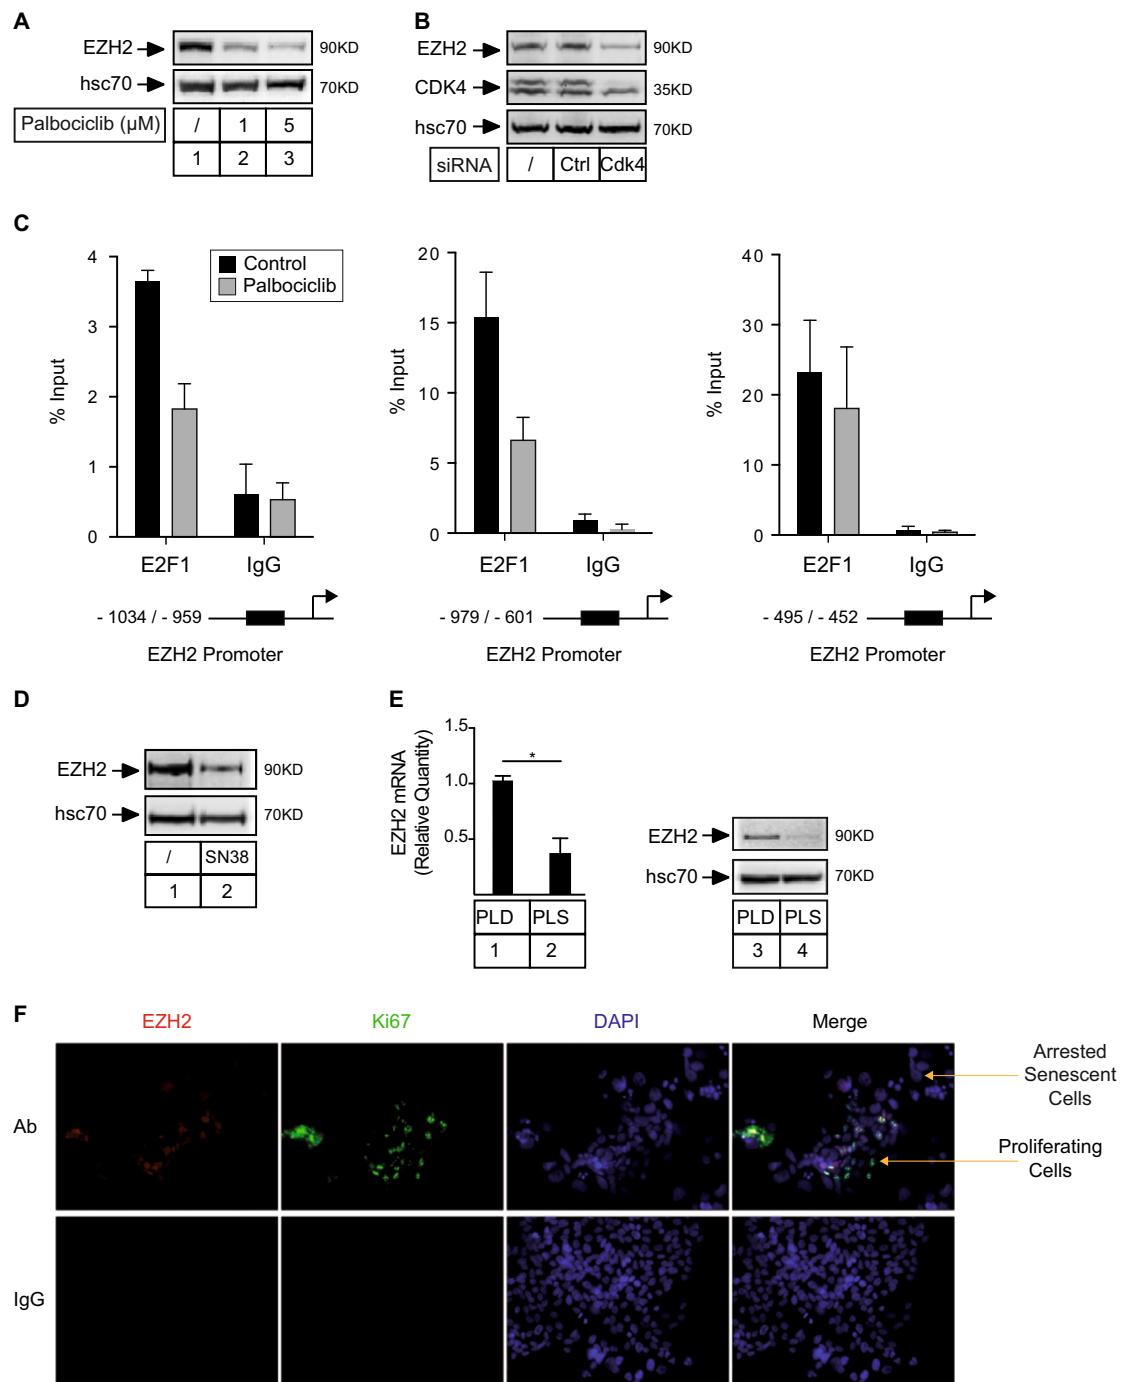 A
EZH2
90KD
hsc70
70KD
Palbociclib (µM)
/ 1 5
1 2 3
B
EZH2
90KD
CDK4
35KD
hsc70
70KD
siRNA
/ Ctrl Cdk4
C
Control
Palbociclib
% Input
4
3
2
1
0
E2F1 IgG
- 1034 / - 959
EZH2 Promoter
% Input
20
15
10
5
0
E2F1 IgG
- 979 / - 601
EZH2 Promoter
% Input
40
30
20
10
0
E2F1 IgG
- 495 / - 452
EZH2 Promoter
D
EZH2
90KD
hsc70
70KD
/ SN38
1 2
E
EZH2 mRNA
(Relative Quantity)
1.5
1.0
0.5
*
PLD PLS
1 2
EZH2
90KD
hsc70
70KD
PLD PLS
3 4
F
EZH2 Ki67 DAPI Merge
Ab
Arrested
Senescent
Cells
Proliferating
Cells
IgG